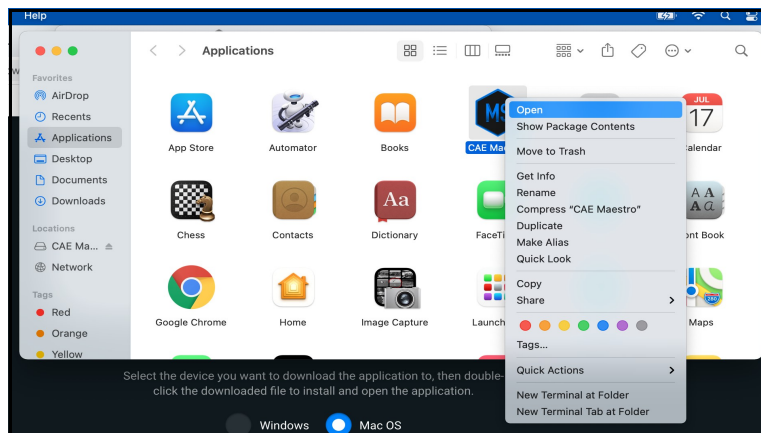 Help
Applications
Favorites
AirDrop
Recents
Applications
Desktop
Documents
Downloads
Locations
CAE Ma...
Network
Tags
Red
Orange
Yellow
App Store
Automator
Books
CAE Ma
JUL
17
alendar
Chess
Contacts
Aa
Dictionary
FaceTi
A A
A a
nt Book
Google Chrome
Home
Image Capture
Launch
280
Maps
Open
Show Package Contents
Move to Trash
Get Info
Rename
Compress “CAE Maestro”
Duplicate
Make Alias
Quick Look
Copy
Share
Tags...
Quick Actions
New Terminal at Folder
New Terminal Tab at Folder
Select the device you want to download the application to, then double-
click the downloaded file to install and open the application.
Windows
Mac OS